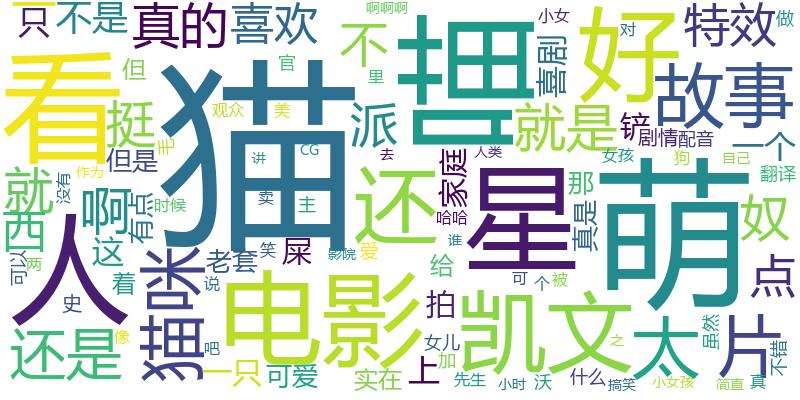 只
不是
真的
喜欢
啊啊啊
不
小女
对
喜剧
擂
好
特效
做
看
但
挺
官
里
猫
观众
美
派
就是
铲
故事
剧情
配音
一个
毛
但是
讲
CG
去
家庭
人类
女孩
狗
自己
作为
翻译
就
没有
啊
有点
时候
卖
主
还
哈哈
星
那
真是
萌
奴
西
这
人
可以
两
着
史
猫咪
老套
屎
笑
影院
爱
谁
给
可
个
被
点
说
电影
拍
凯文
太
虽然
片
不错
还是
像
吧
一只
可爱
实在
上
女儿
加
先生
小时
沃
什么
搞笑
之
小女孩
简直
真